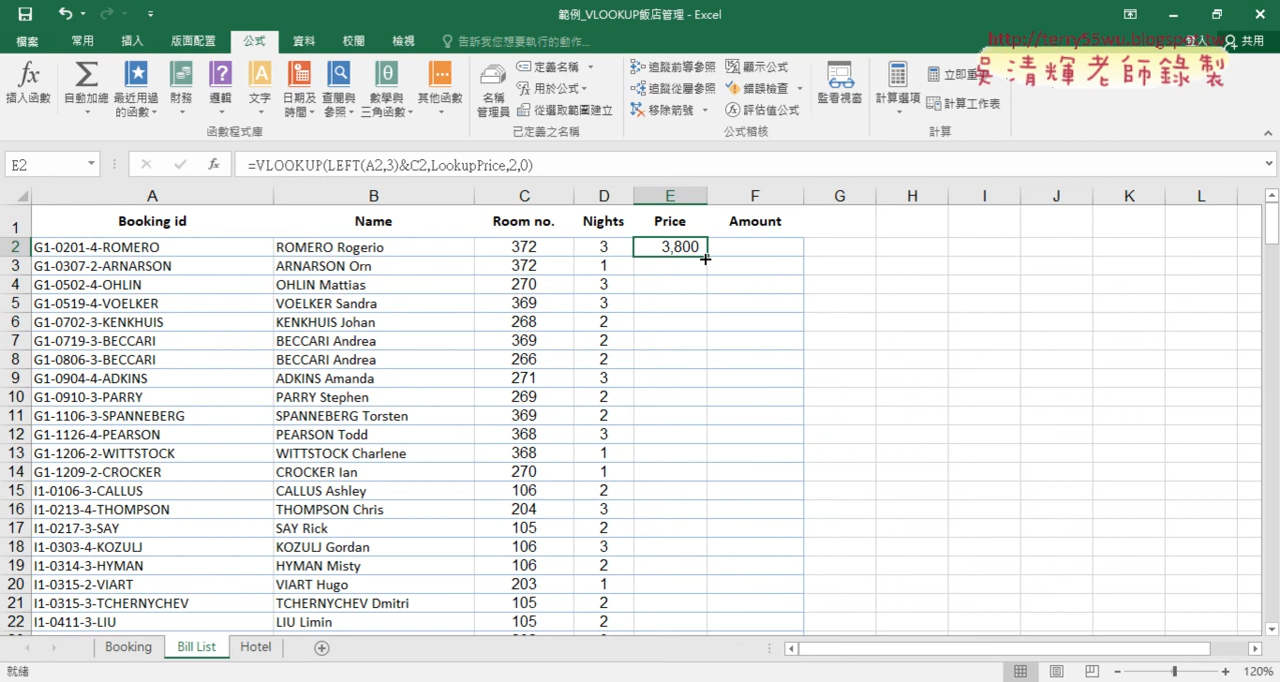 範例_VLOOKUP飯店管理 - Excel
http://terry55wu.blogspot.tw
吳清輝老師錄製
檔案 常用 插入 版面配置 公式 資料 校閱 檢視 告訴我您想要執行的動作... 登入 共用
fx Σ ? A θ
插入函數 自動加總 最近用過的函數 財務 邏輯 文字 日期及時間 查閱與參照 數學與三角函數 其他函數
函數程式庫
名稱管理員 定義名稱 用於公式 從選取範圍建立
已定義之名稱
追蹤前導參照 顯示公式
追蹤從屬參照 錯誤檢查
移除箭號 評估值公式
公式稽核
監看視窗
計算選項 立即重 計算工作表
計算
E2 fx =VLOOKUP(LEFT(A2,3)&C2,LookupPrice,2,0)
A B C D E F G H I J K L
1 Booking id Name Room no. Nights Price Amount
2 G1-0201-4-ROMERO ROMERO Rogerio 372 3 3,800
3 G1-0307-2-ARNARSON ARNARSON Orn 372 1
4 G1-0502-4-OHLIN OHLIN Mattias 270 3
5 G1-0519-4-VOELKER VOELKER Sandra 369 3
6 G1-0702-3-KENKHUIS KENKHUIS Johan 268 2
7 G1-0719-3-BECCARI BECCARI Andrea 369 2
8 G1-0806-3-BECCARI BECCARI Andrea 266 2
9 G1-0904-4-ADKINS ADKINS Amanda 271 3
10 G1-0910-3-PARRY PARRY Stephen 269 2
11 G1-1106-3-SPANNEBERG SPANNEBERG Torsten 369 2
12 G1-1126-4-PEARSON PEARSON Todd 368 3
13 G1-1206-2-WITTSTOCK WITTSTOCK Charlene 368 1
14 G1-1209-2-CROCKER CROCKER Ian 270 1
15 I1-0106-3-CALLUS CALLUS Ashley 106 2
16 I1-0213-4-THOMPSON THOMPSON Chris 204 3
17 I1-0217-3-SAY SAY Rick 105 2
18 I1-0303-4-KOZULJ KOZULJ Gordan 106 3
19 I1-0314-3-HYMAN HYMAN Misty 106 2
20 I1-0315-2-VIART VIART Hugo 203 1
21 I1-0315-3-TCHERNYCHEV TCHERNYCHEV Dmitri 105 2
22 I1-0411-3-LIU LIU Limin 105 2
Booking Bill List Hotel
就緒 120%